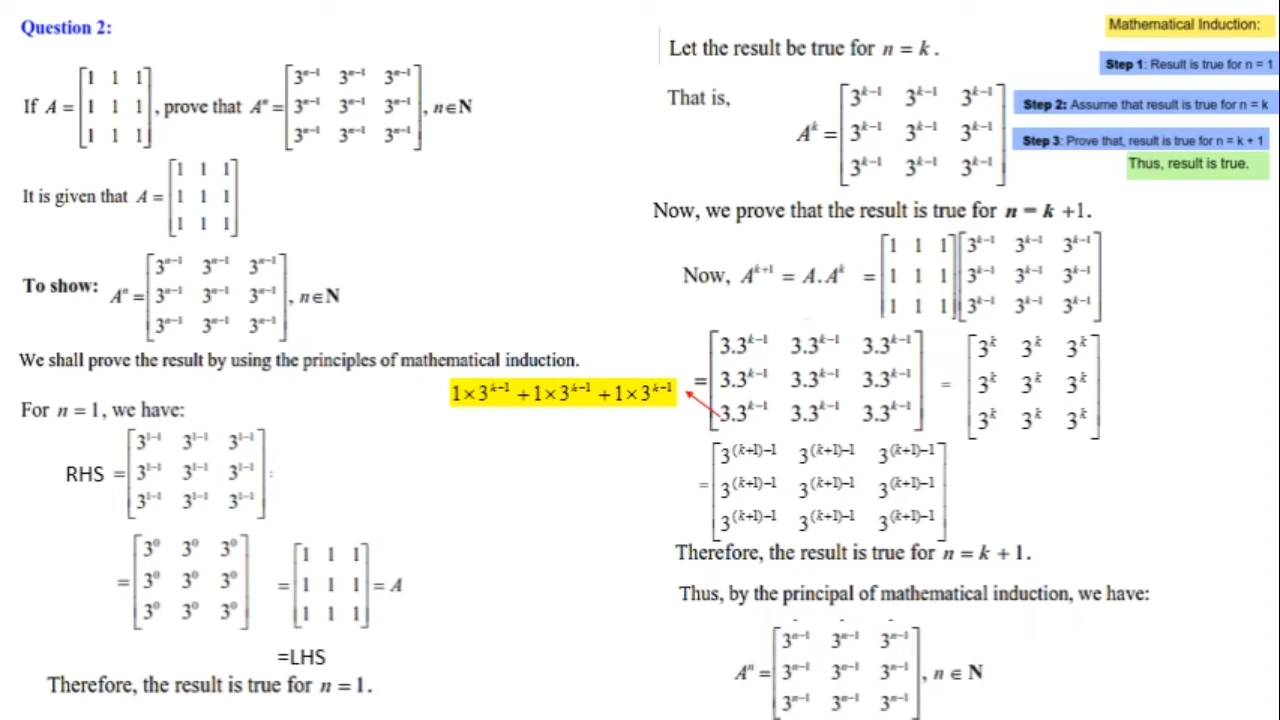 Question 2:
If A = [1 1 1; 1 1 1; 1 1 1], prove that Aⁿ = [3ⁿ⁻¹ 3ⁿ⁻¹ 3ⁿ⁻¹; 3ⁿ⁻¹ 3ⁿ⁻¹ 3ⁿ⁻¹; 3ⁿ⁻¹ 3ⁿ⁻¹ 3ⁿ⁻¹], n∈N
It is given that A = [1 1 1; 1 1 1; 1 1 1]
To show: Aⁿ = [3ⁿ⁻¹ 3ⁿ⁻¹ 3ⁿ⁻¹; 3ⁿ⁻¹ 3ⁿ⁻¹ 3ⁿ⁻¹; 3ⁿ⁻¹ 3ⁿ⁻¹ 3ⁿ⁻¹], n∈N
We shall prove the result by using the principles of mathematical induction.
For n = 1, we have:
RHS = [3¹⁻¹ 3¹⁻¹ 3¹⁻¹; 3¹⁻¹ 3¹⁻¹ 3¹⁻¹; 3¹⁻¹ 3¹⁻¹ 3¹⁻¹]
= [3⁰ 3⁰ 3⁰; 3⁰ 3⁰ 3⁰; 3⁰ 3⁰ 3⁰] = [1 1 1; 1 1 1; 1 1 1] = A
=LHS
Therefore, the result is true for n = 1.
Let the result be true for n = k.
That is,
Aᵏ = [3ᵏ⁻¹ 3ᵏ⁻¹ 3ᵏ⁻¹; 3ᵏ⁻¹ 3ᵏ⁻¹ 3ᵏ⁻¹; 3ᵏ⁻¹ 3ᵏ⁻¹ 3ᵏ⁻¹]
Now, we prove that the result is true for n = k +1.
Now, Aᵏ⁺¹ = A.Aᵏ = [1 1 1; 1 1 1; 1 1 1][3ᵏ⁻¹ 3ᵏ⁻¹ 3ᵏ⁻¹; 3ᵏ⁻¹ 3ᵏ⁻¹ 3ᵏ⁻¹; 3ᵏ⁻¹ 3ᵏ⁻¹ 3ᵏ⁻¹]
1×3ᵏ⁻¹ +1×3ᵏ⁻¹ +1×3ᵏ⁻¹
= [3.3ᵏ⁻¹ 3.3ᵏ⁻¹ 3.3ᵏ⁻¹; 3.3ᵏ⁻¹ 3.3ᵏ⁻¹ 3.3ᵏ⁻¹; 3.3ᵏ⁻¹ 3.3ᵏ⁻¹ 3.3ᵏ⁻¹] = [3ᵏ 3ᵏ 3ᵏ; 3ᵏ 3ᵏ 3ᵏ; 3ᵏ 3ᵏ 3ᵏ]
= [3⁽ᵏ⁺¹⁾⁻¹ 3⁽ᵏ⁺¹⁾⁻¹ 3⁽ᵏ⁺¹⁾⁻¹; 3⁽ᵏ⁺¹⁾⁻¹ 3⁽ᵏ⁺¹⁾⁻¹ 3⁽ᵏ⁺¹⁾⁻¹; 3⁽ᵏ⁺¹⁾⁻¹ 3⁽ᵏ⁺¹⁾⁻¹ 3⁽ᵏ⁺¹⁾⁻¹]
Therefore, the result is true for n = k + 1.
Thus, by the principal of mathematical induction, we have:
Aⁿ = [3ⁿ⁻¹ 3ⁿ⁻¹ 3ⁿ⁻¹; 3ⁿ⁻¹ 3ⁿ⁻¹ 3ⁿ⁻¹; 3ⁿ⁻¹ 3ⁿ⁻¹ 3ⁿ⁻¹], n ∈ N
Mathematical Induction:
Step 1: Result is true for n = 1
Step 2: Assume that result is true for n = k
Step 3: Prove that, result is true for n = k + 1
Thus, result is true.